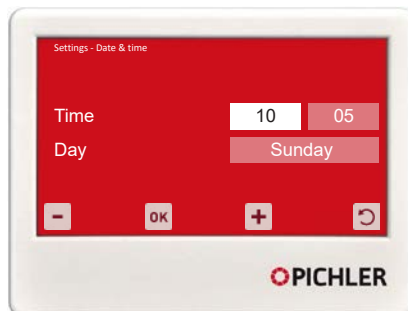 Settings - Date & time
Time 10 05
Day Sunday
- OK +
PICHLER